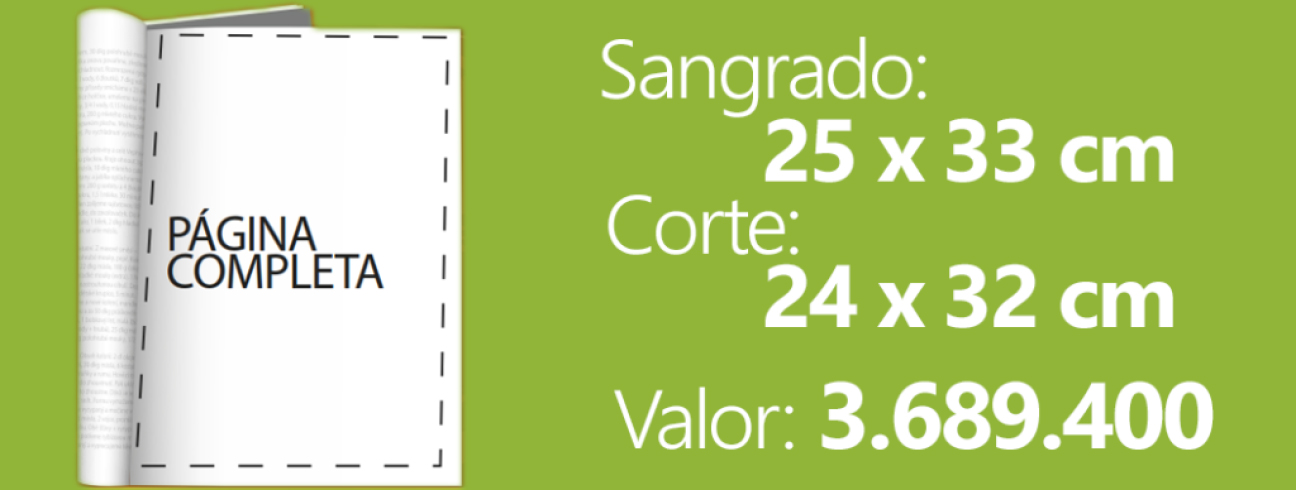 PÁGINA
COMPLETA
Sangrado:
25 x 33 cm
Corte:
24 x 32 cm
Valor: 3.689.400